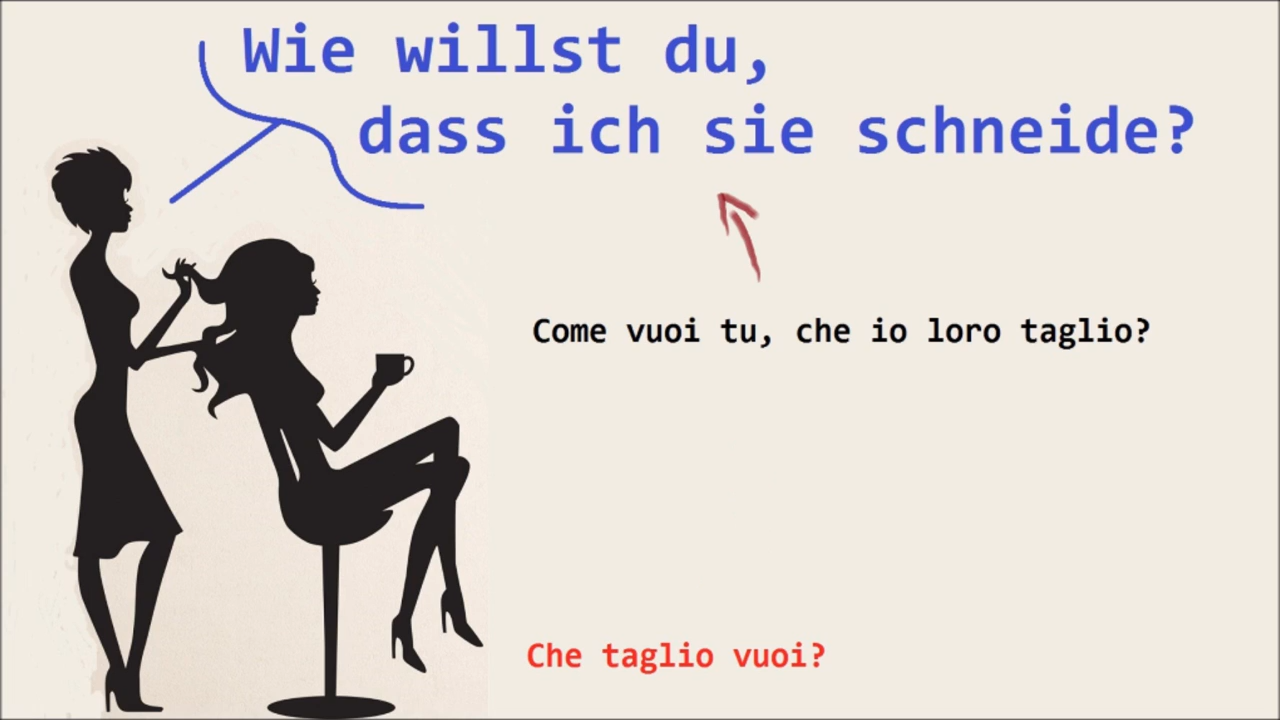 Wie willst du,
dass ich sie schneide?
Come vuoi tu, che io loro taglio?
Che taglio vuoi?